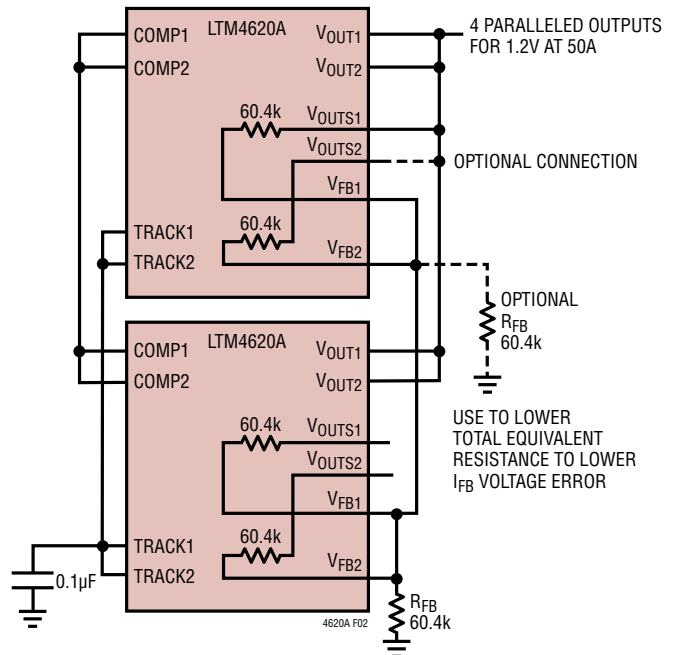 COMP1
LTM4620A
VOUT1
COMP2
VOUT2
4 PARALLELED OUTPUTS
FOR 1.2V AT 50A
60.4k
VOUTS1
VOUTS2
OPTIONAL CONNECTION
VFB1
60.4k
TRACK1
VFB2
TRACK2
OPTIONAL
RFB
60.4k
COMP1
LTM4620A
VOUT1
COMP2
VOUT2
USE TO LOWER
TOTAL EQUIVALENT
RESISTANCE TO LOWER
IFB VOLTAGE ERROR
60.4k
VOUTS1
VOUTS2
VFB1
60.4k
TRACK1
VFB2
TRACK2
0.1µF
RFB
60.4k
4620A F02